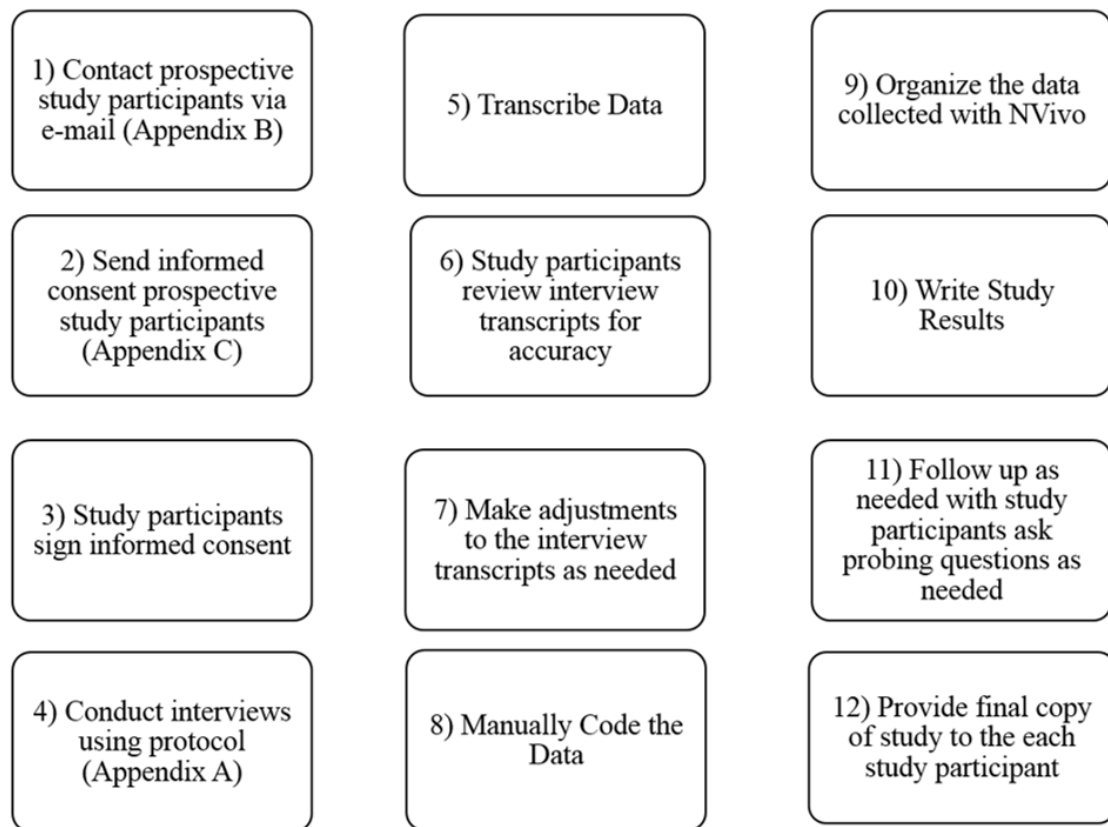 1) Contact prospective
study participants via
e-mail (Appendix B)
2) Send informed
consent prospective
study participants
(Appendix C)
3) Study participants
sign informed consent
4) Conduct interviews
using protocol
(Appendix A)
5) Transcribe Data
6) Study participants
review interview
transcripts for
accuracy
7) Make adjustments
to the interview
transcripts as needed
8) Manually Code the
Data
9) Organize the data
collected with NVivo
10) Write Study
Results
11) Follow up as
needed with study
participants ask
probing questions as
needed
12) Provide final copy
of study to the each
study participant